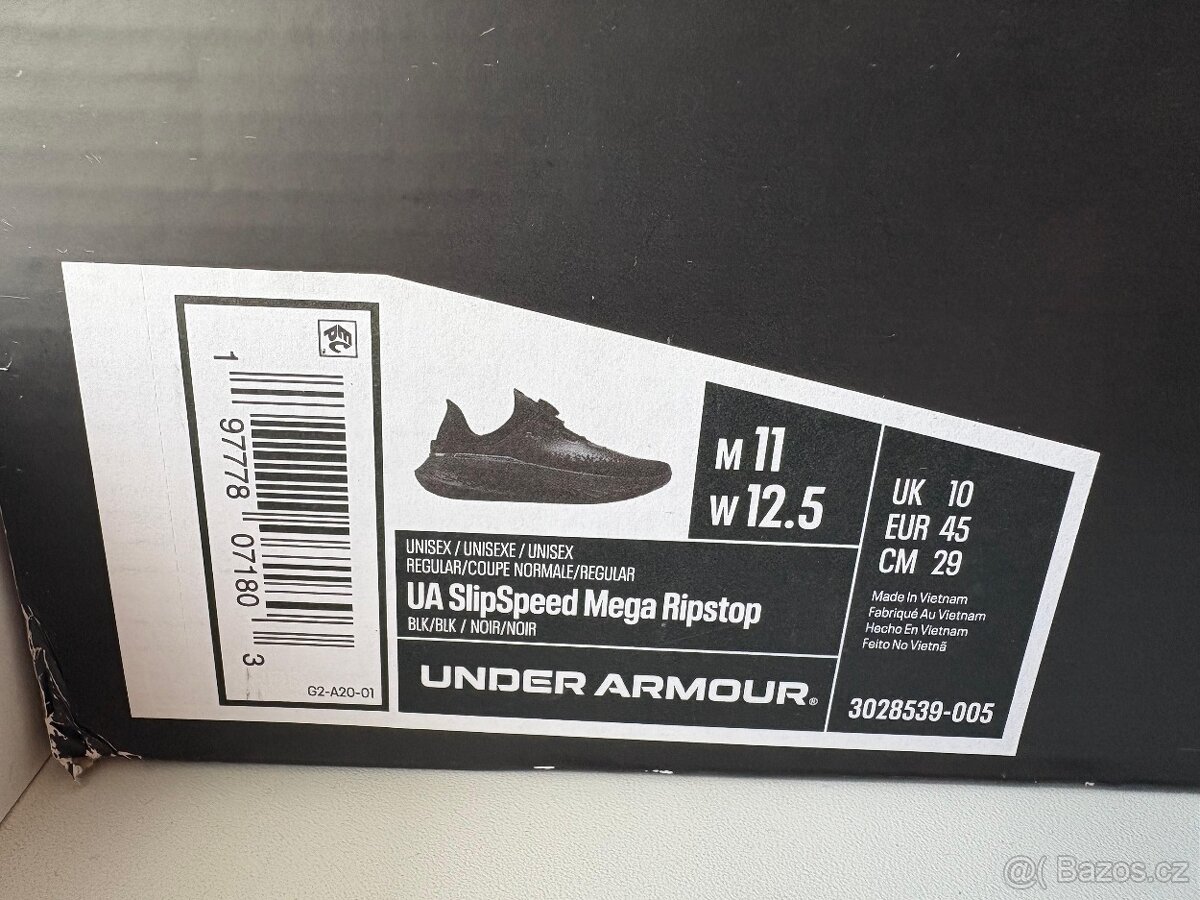 1 97778 07180 3
G2-A20-01
M 11
W 12.5
UK 10
EUR 45
CM 29
Made In Vietnam
Fabriqué Au Vietnam
Hecho En Vietnam
Feito No Vietnã
3028539-005
UNISEX / UNISEXE / UNISEX
REGULAR/COUPE NORMALE/REGULAR
UA SlipSpeed Mega Ripstop
BLK/BLK / NOIR/NOIR
UNDER ARMOUR®
@( Bazos.cz